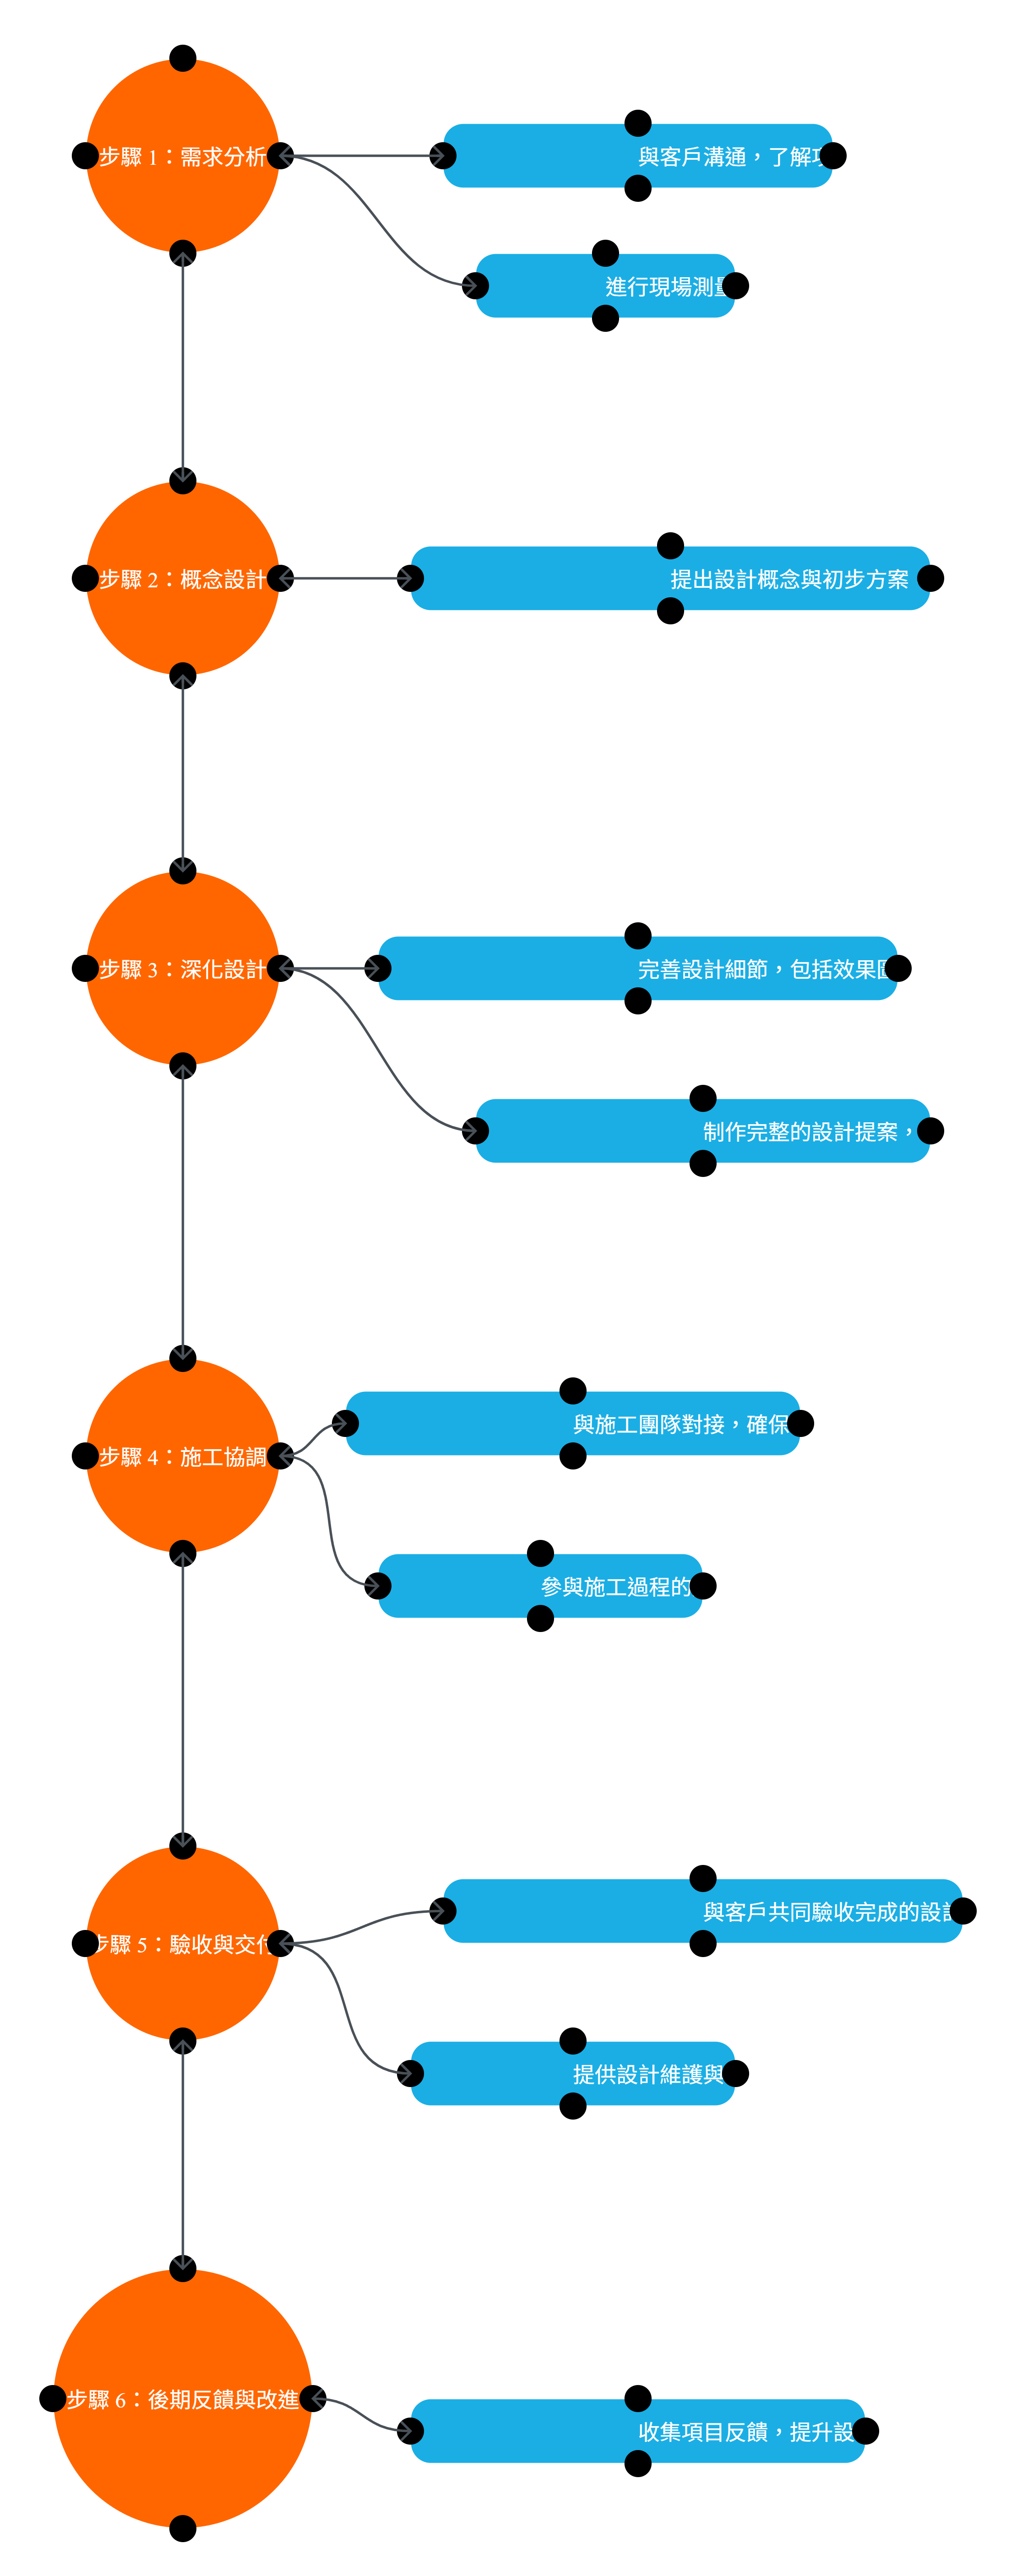 步驟 1：需求分析
與客戶溝通，了解項
進行現場測量
步驟 2：概念設計
提出設計概念與初步方案
步驟 3：深化設計
完善設計細節，包括效果圖
制作完整的設計提案，
步驟 4：施工協調
與施工團隊對接，確保
參與施工過程的
步驟 5：驗收與交付
與客戶共同驗收完成的設計
提供設計維護與
步驟 6：後期反饋與改進
收集項目反饋，提升設